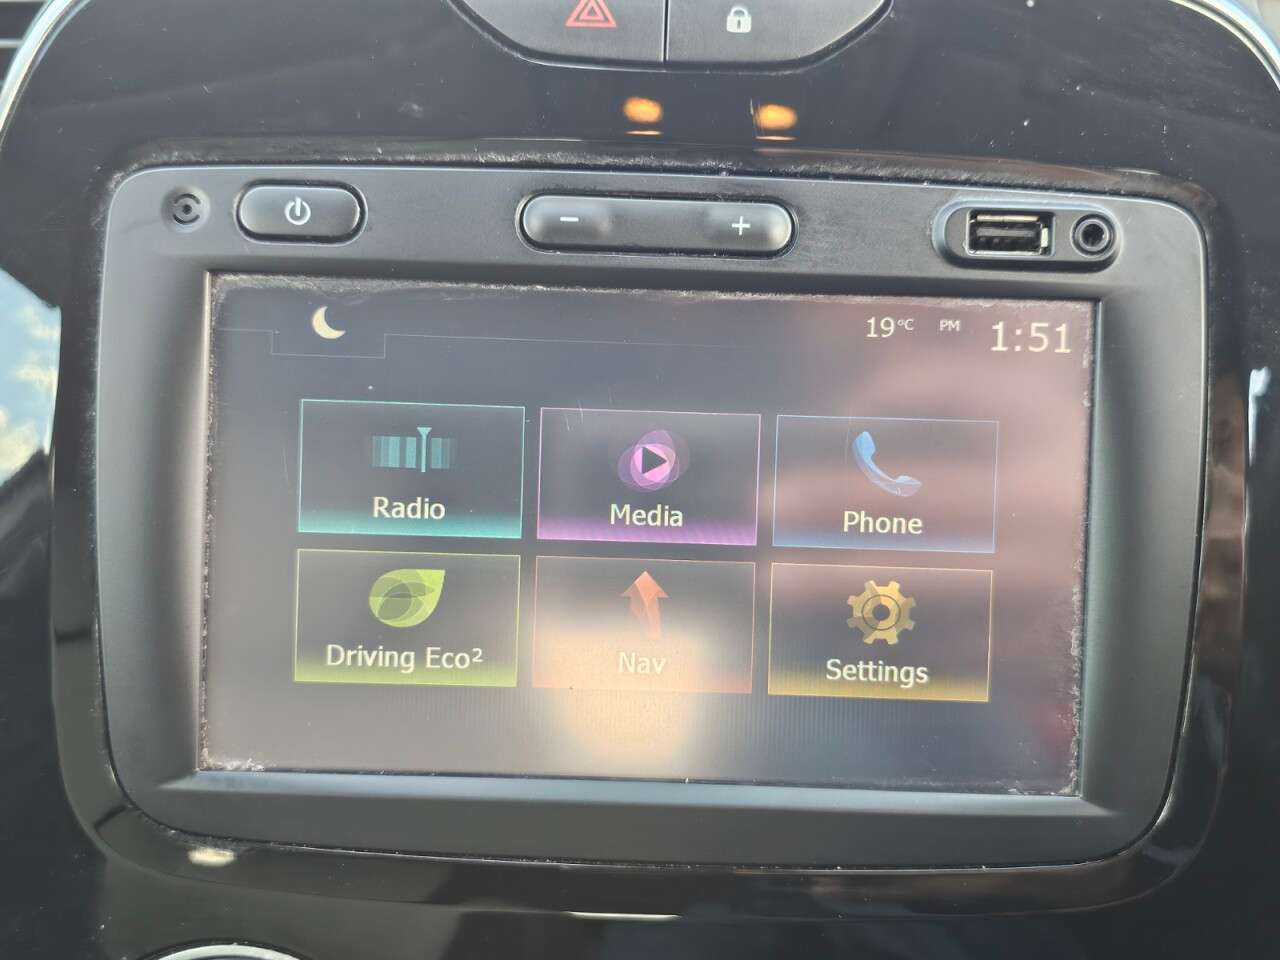 19°C PM 1:51
Radio Media Phone
Driving Eco² Nav Settings